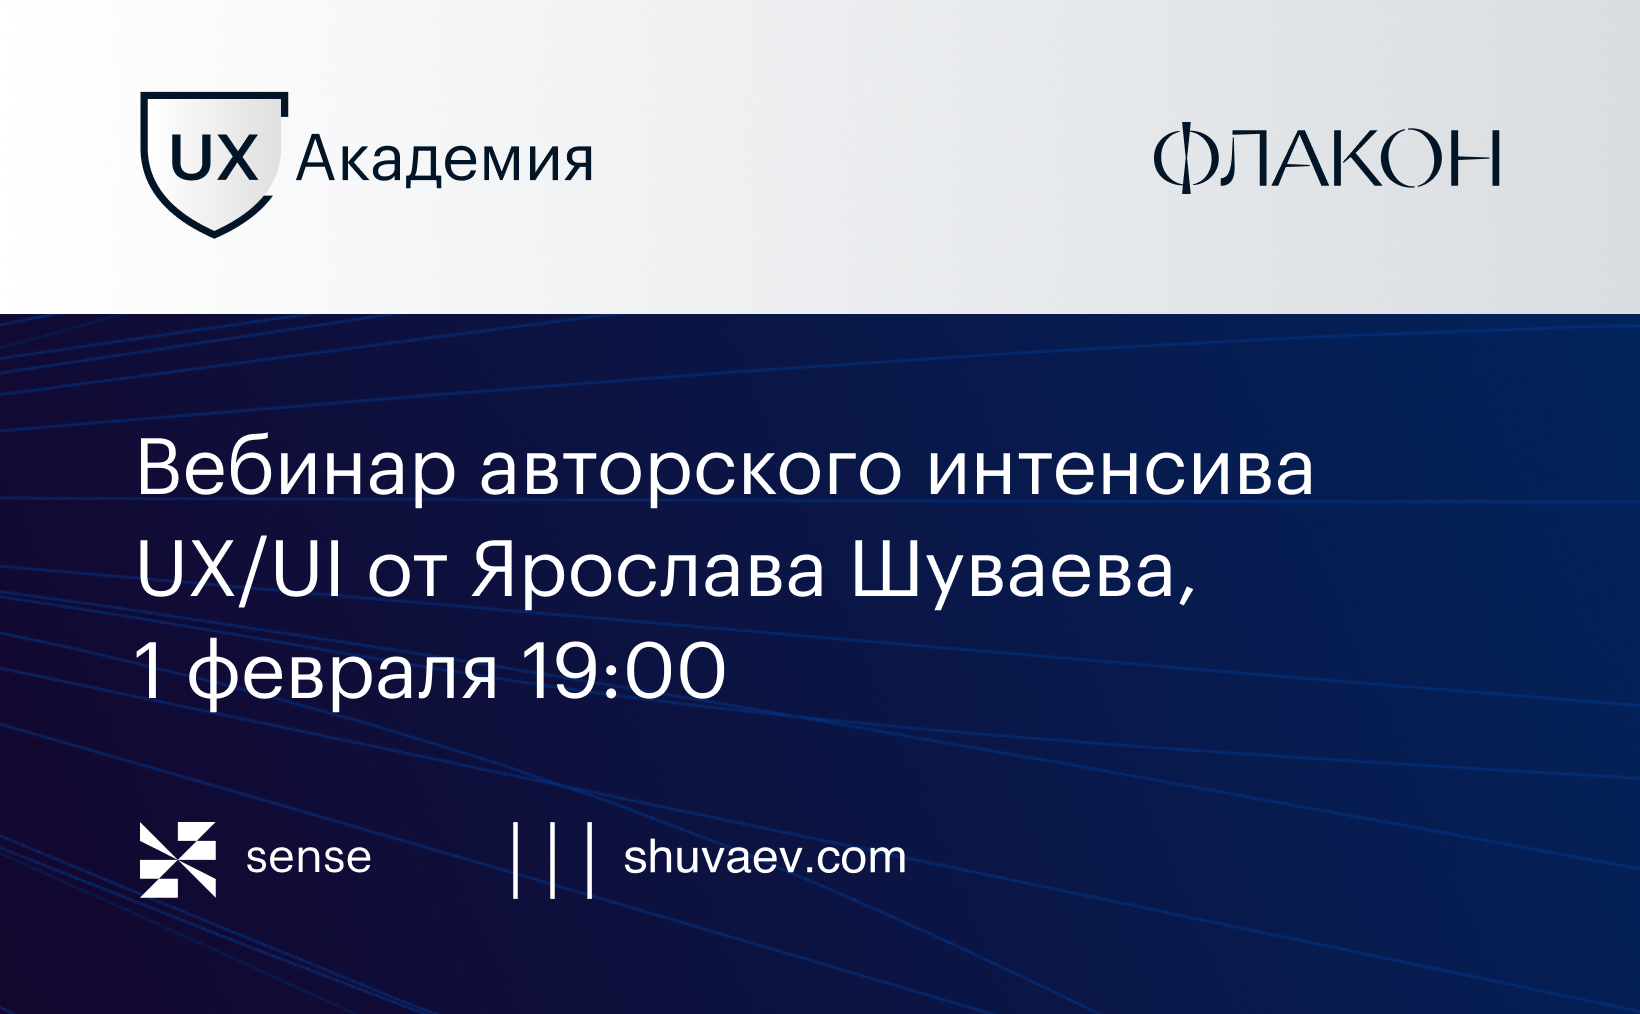 UX Академия
ФЛАКОН
Вебинар авторского интенсива
UX/UI от Ярослава Шуваева,
1 февраля 19:00
sense
shuvaev.com